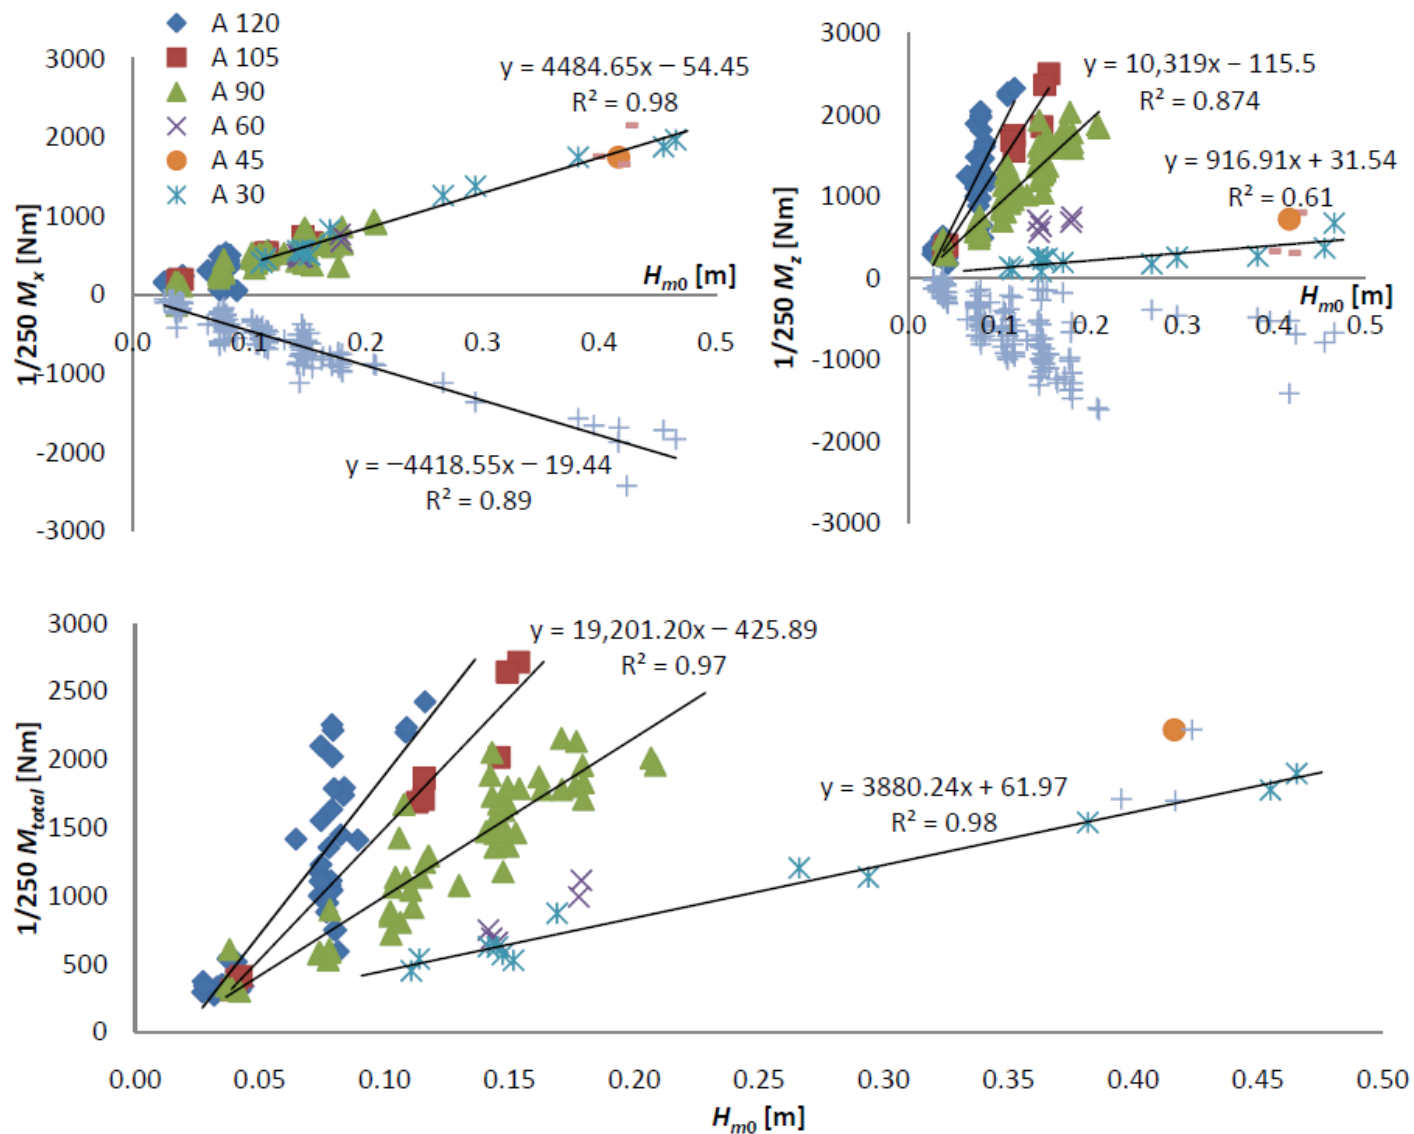 A 120
A 105
A 90
A 60
A 45
A 30
3000
2000
1000
0
-1000
-2000
-3000
1/250 Mx [Nm]
y = 4484.65x − 54.45
R² = 0.98
Hm0 [m]
0.0 0.1 0.2 0.3 0.4 0.5
y = −4418.55x − 19.44
R² = 0.89
3000
2000
1000
0
-1000
-2000
-3000
1/250 Mz [Nm]
y = 10,319x − 115.5
R² = 0.874
y = 916.91x + 31.54
R² = 0.61
Hm0 [m]
0.0 0.1 0.2 0.3 0.4 0.5
3000
2500
2000
1500
1000
500
0
1/250 Mtotal [Nm]
y = 19,201.20x − 425.89
R² = 0.97
y = 3880.24x + 61.97
R² = 0.98
0.00 0.05 0.10 0.15 0.20 0.25 0.30 0.35 0.40 0.45 0.50
Hm0 [m]